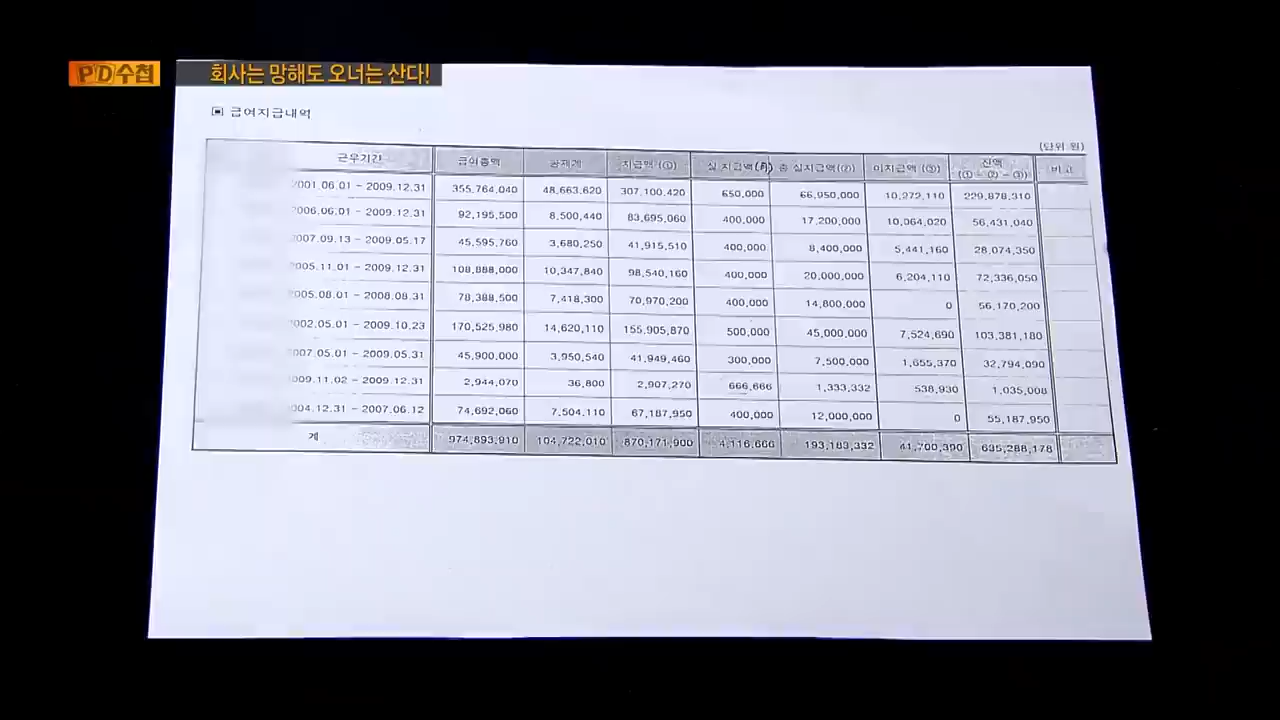 PD수첩 회사는 망해도 오너는 산다!
▣ 급여지급내역
(단위 원)
근무기간 급여총액 공제계 지급액(①) 실 지급액(月) 총 실지급액(②) 미지급액(③) 잔액 (①-②-③) 비고
2001.06.01 ~ 2009.12.31 355,764,040 48,663,620 307,100,420 650,000 66,950,000 10,272,110 229,878,310
2006.06.01 ~ 2009.12.31 92,195,500 8,500,440 83,695,060 400,000 17,200,000 10,064,020 56,431,040
2007.09.13 ~ 2009.05.17 45,595,760 3,680,250 41,915,510 400,000 8,400,000 5,441,160 28,074,350
2005.11.01 ~ 2009.12.31 108,888,000 10,347,840 98,540,160 400,000 20,000,000 6,204,110 72,336,050
2005.08.01 ~ 2008.08.31 78,388,500 7,418,300 70,970,200 400,000 14,800,000 0 56,170,200
2002.05.01 ~ 2009.10.23 170,525,980 14,620,110 155,905,870 500,000 45,000,000 7,524,690 103,381,180
2007.05.01 ~ 2009.05.31 45,900,000 3,950,540 41,949,460 300,000 7,500,000 1,655,370 32,794,090
2009.11.02 ~ 2009.12.31 2,944,070 36,800 2,907,270 666,666 1,333,332 538,930 1,035,008
2004.12.31 ~ 2007.06.12 74,692,060 7,504,110 67,187,950 400,000 12,000,000 0 55,187,950
계 974,893,910 104,722,010 870,171,900 4,116,666 193,183,332 41,700,390 635,288,178